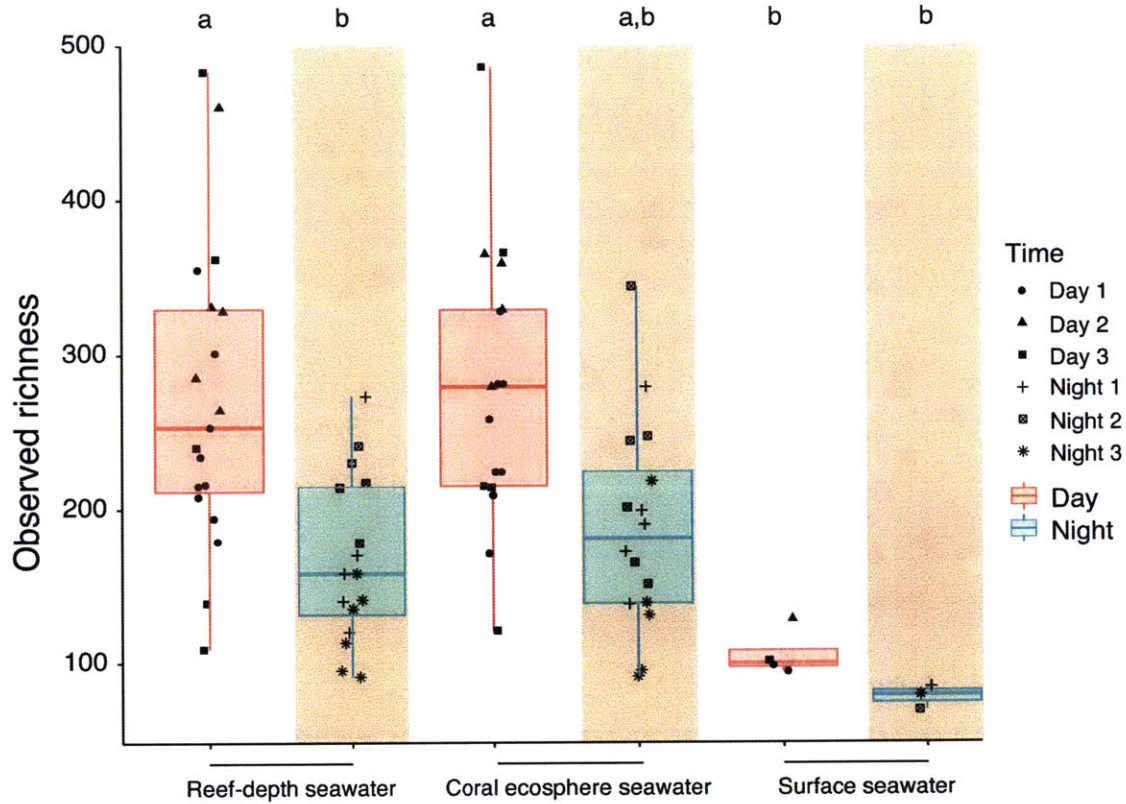 a b a a,b b b
500
400
300
200
100
Observed richness
Time
Day 1
Day 2
Day 3
Night 1
Night 2
Night 3
Day
Night
Reef-depth seawater Coral ecosphere seawater Surface seawater